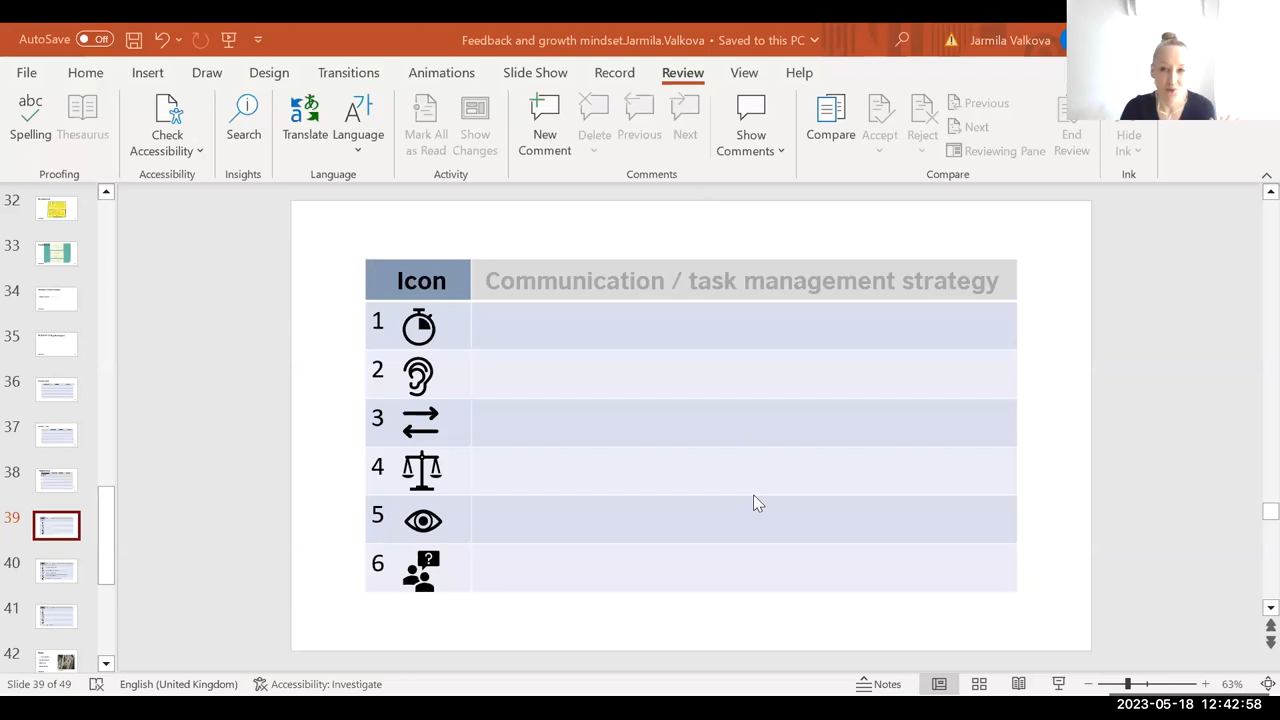 AutoSave Off Feedback and growth mindset.Jarmila.Valkova • Saved to this PC Jarmila Valkova
File Home Insert Draw Design Transitions Animations Slide Show Record Review View Help
abc
Spelling
Thesaurus
Proofing
Check
Accessibility
Accessibility
Search
Insights
Translate
Language
Language
Mark All
as Read
Show
Changes
Activity
New
Comment
Delete
Previous
Next
Show
Comments
Comments
Compare
Accept
Reject
Previous
Next
Reviewing Pane
End
Review
Compare
Hide
Ink
Ink
32
33
34
35
36
37
38
39
40
41
42
Icon Communication / task management strategy
1
2
3
4
5
6
?
Slide 39 of 49 English (United Kingdom) Accessibility: Investigate Notes 63%
2023-05-18 12:42:58